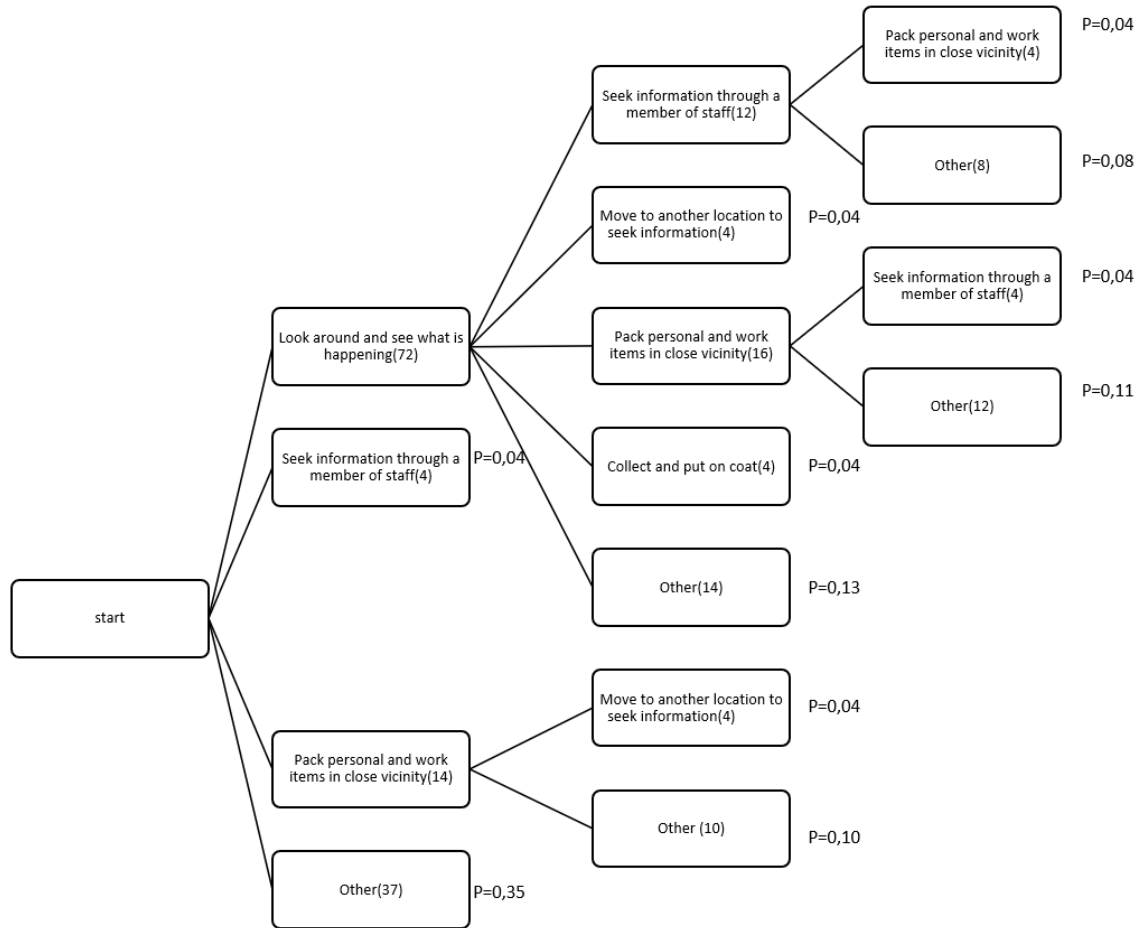 Pack personal and work
items in close vicinity(4)
P=0,04
Seek information through a
member of staff(12)
Other(8)
P=0,08
Move to another location to
seek information(4)
P=0,04
Seek information through a
member of staff(4)
P=0,04
Look around and see what is
happening(72)
Pack personal and work
items in close vicinity(16)
Other(12)
P=0,11
Seek information through a
member of staff(4)
P=0,04
Collect and put on coat(4)
P=0,04
Other(14)
P=0,13
start
Move to another location to
seek information(4)
P=0,04
Pack personal and work
items in close vicinity(14)
Other (10)
P=0,10
Other(37)
P=0,35